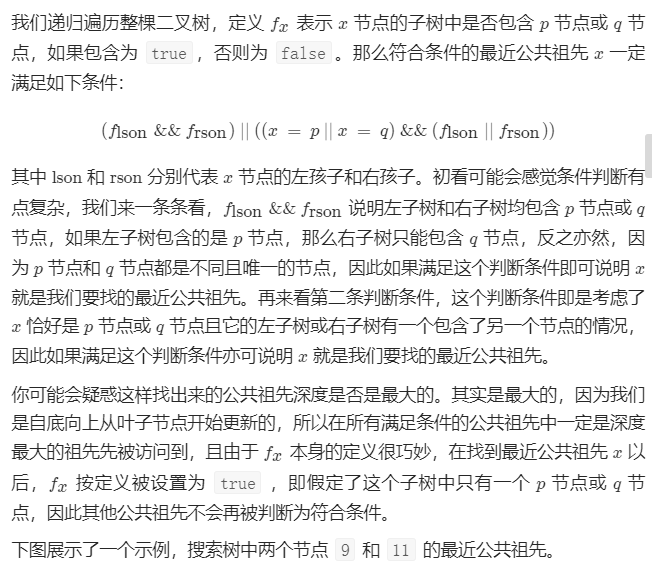 我们递归遍历整棵二叉树，定义 fx 表示 x 节点的子树中是否包含 p 节点或 q 节
点，如果包含为 true ，否则为 false 。那么符合条件的最近公共祖先 x 一定
满足如下条件：
(flson && frson) || ((x = p || x = q) && (flson || frson))
其中 lson 和 rson 分别代表 x 节点的左孩子和右孩子。初看可能会感觉条件判断有
点复杂，我们来一条条看，flson && frson 说明左子树和右子树均包含 p 节点或 q
节点，如果左子树包含的是 p 节点，那么右子树只能包含 q 节点，反之亦然，因
为 p 节点和 q 节点都是不同且唯一的节点，因此如果满足这个判断条件即可说明 x
就是我们要找的最近公共祖先。再来看第二条判断条件，这个判断条件即是考虑了
x 恰好是 p 节点或 q 节点且它的左子树或右子树有一个包含了另一个节点的情况，
因此如果满足这个判断条件亦可说明 x 就是我们要找的最近公共祖先。
你可能会疑惑这样找出来的公共祖先深度是否是最大的。其实是最大的，因为我们
是自底向上从叶子节点开始更新的，所以在所有满足条件的公共祖先中一定是深度
最大的祖先先被访问到，且由于 fx 本身的定义很巧妙，在找到最近公共祖先 x 以
后，fx 按定义被设置为 true ，即假定了这个子树中只有一个 p 节点或 q 节
点，因此其他公共祖先不会再被判断为符合条件。
下图展示了一个示例，搜索树中两个节点 9 和 11 的最近公共祖先。